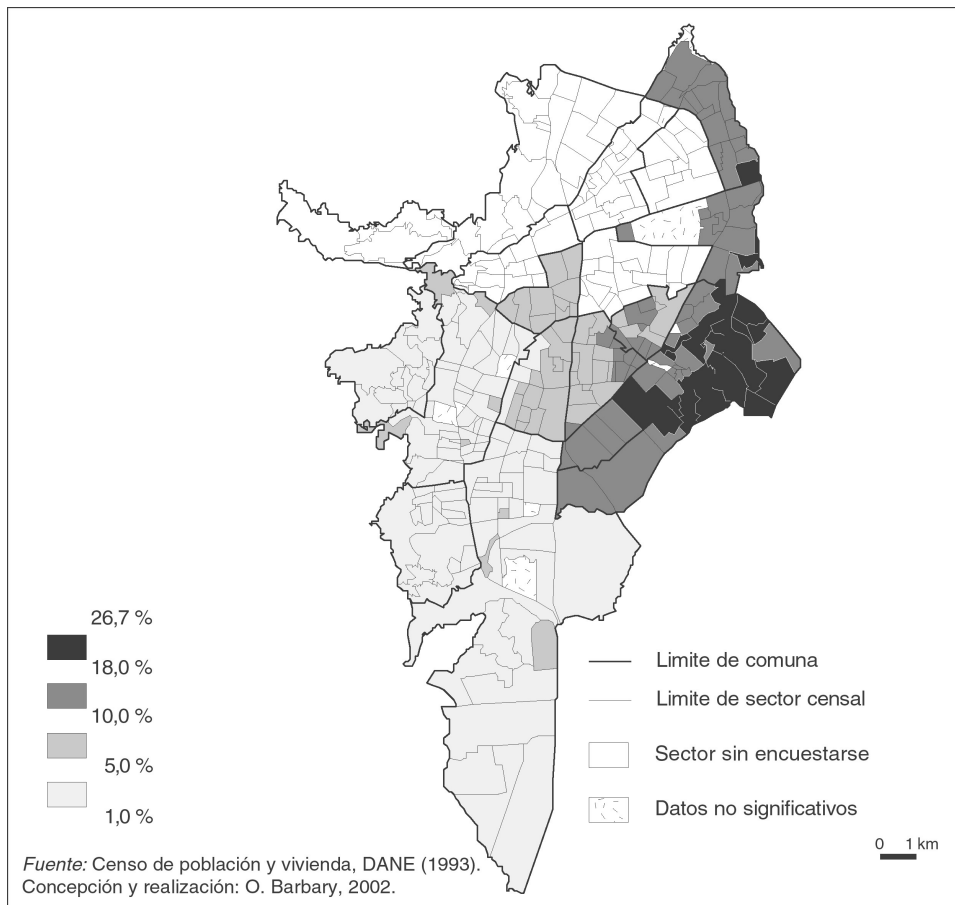 26,7 %
18,0 %
10,0 %
5,0 %
1,0 %
Limite de comuna
Limite de sector censal
Sector sin encuestarse
Datos no significativos
0 1 km
Fuente: Censo de población y vivienda, DANE (1993).
Concepción y realización: O. Barbary, 2002.